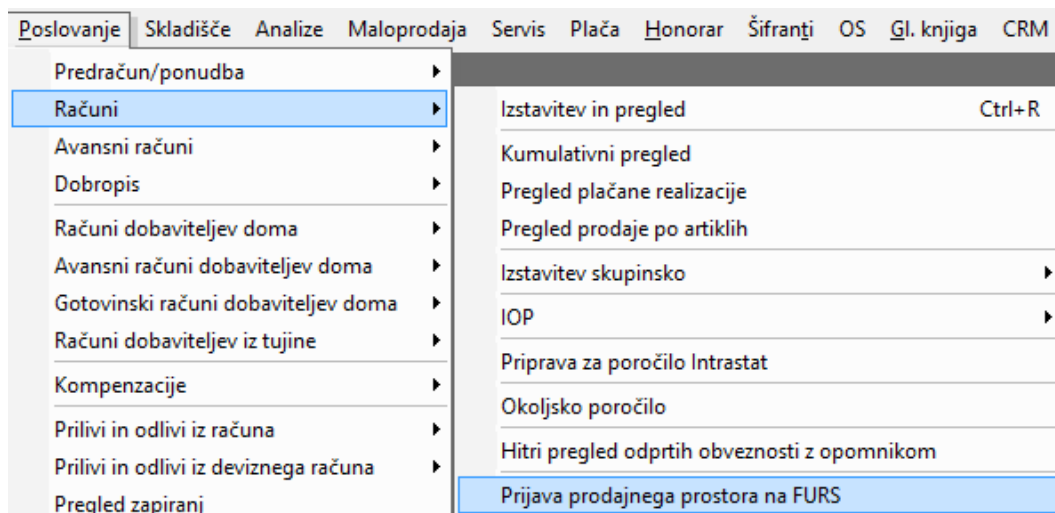 Poslovanje Skladišče Analize Maloprodaja Servis Plača Honorar Šifranti OS Gl. knjiga CRM
Predračun/ponudba
Računi
Avansni računi
Dobropis
Računi dobaviteljev doma
Avansni računi dobaviteljev doma
Gotovinski računi dobaviteljev doma
Računi dobaviteljev iz tujine
Kompenzacije
Prilivi in odlivi iz računa
Prilivi in odlivi iz deviznega računa
Pregled zapiranj
Izstavitev in pregled Ctrl+R
Kumulativni pregled
Pregled plačane realizacije
Pregled prodaje po artiklih
Izstavitev skupinsko
IOP
Priprava za poročilo Intrastat
Okoljsko poročilo
Hitri pregled odprtih obveznosti z opomnikom
Prijava prodajnega prostora na FURS